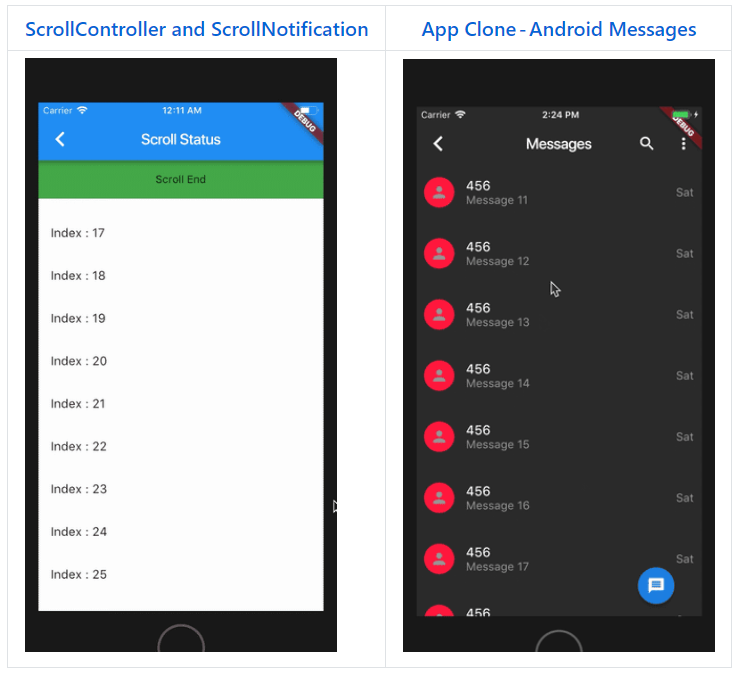 ScrollController and ScrollNotification
App Clone - Android Messages
Carrier
12:11 AM
DEBUG
Scroll Status
Scroll End
Index : 17
Index : 18
Index : 19
Index : 20
Index : 21
Index : 22
Index : 23
Index : 24
Index : 25
Carrier
2:24 PM
DEBUG
Messages
456
Message 11
Sat
456
Message 12
Sat
456
Message 13
Sat
456
Message 14
Sat
456
Message 15
Sat
456
Message 16
Sat
456
Message 17
Sat
456